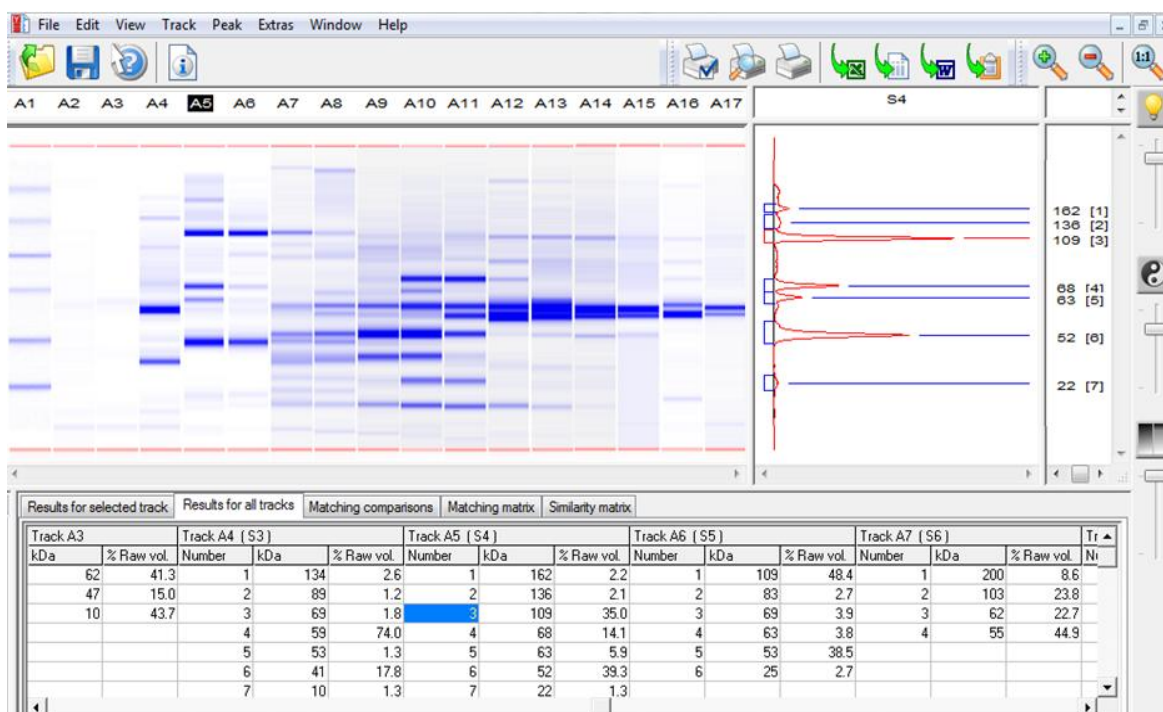 File Edit View Track Peak Extras Window Help
1:1
A1 A2 A3 A4 A5 A6 A7 A8 A9 A10 A11 A12 A13 A14 A15 A16 A17 S4
162 [1]
136 [2]
109 [3]
68 [4]
63 [5]
52 [6]
22 [7]
Results for selected track Results for all tracks Matching comparisons Matching matrix Similarity matrix
Track A3 Track A4 (S3) Track A5 (S4) Track A6 (S5) Track A7 (S6)
kDa % Raw vol. Number kDa % Raw vol. Number kDa % Raw vol. Number kDa % Raw vol. Number kDa % Raw vol.
62 41.3 1 134 2.6 1 162 2.2 1 109 48.4 1 200 8.6
47 15.0 2 89 1.2 2 136 2.1 2 83 2.7 2 103 23.8
10 43.7 3 69 1.8 3 109 35.0 3 69 3.9 3 62 22.7
4 59 74.0 4 68 14.1 4 63 3.8 4 55 44.9
5 53 1.3 5 63 5.9 5 53 38.5
6 41 17.8 6 52 39.3 6 25 2.7
7 10 1.3 7 22 1.3